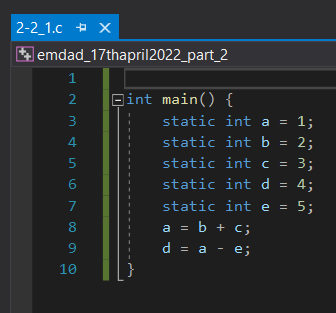 2-2_1.c
emdad_17thapril2022_part_2
1
2 int main() {
3 static int a = 1;
4 static int b = 2;
5 static int c = 3;
6 static int d = 4;
7 static int e = 5;
8 a = b + c;
9 d = a - e;
10 }